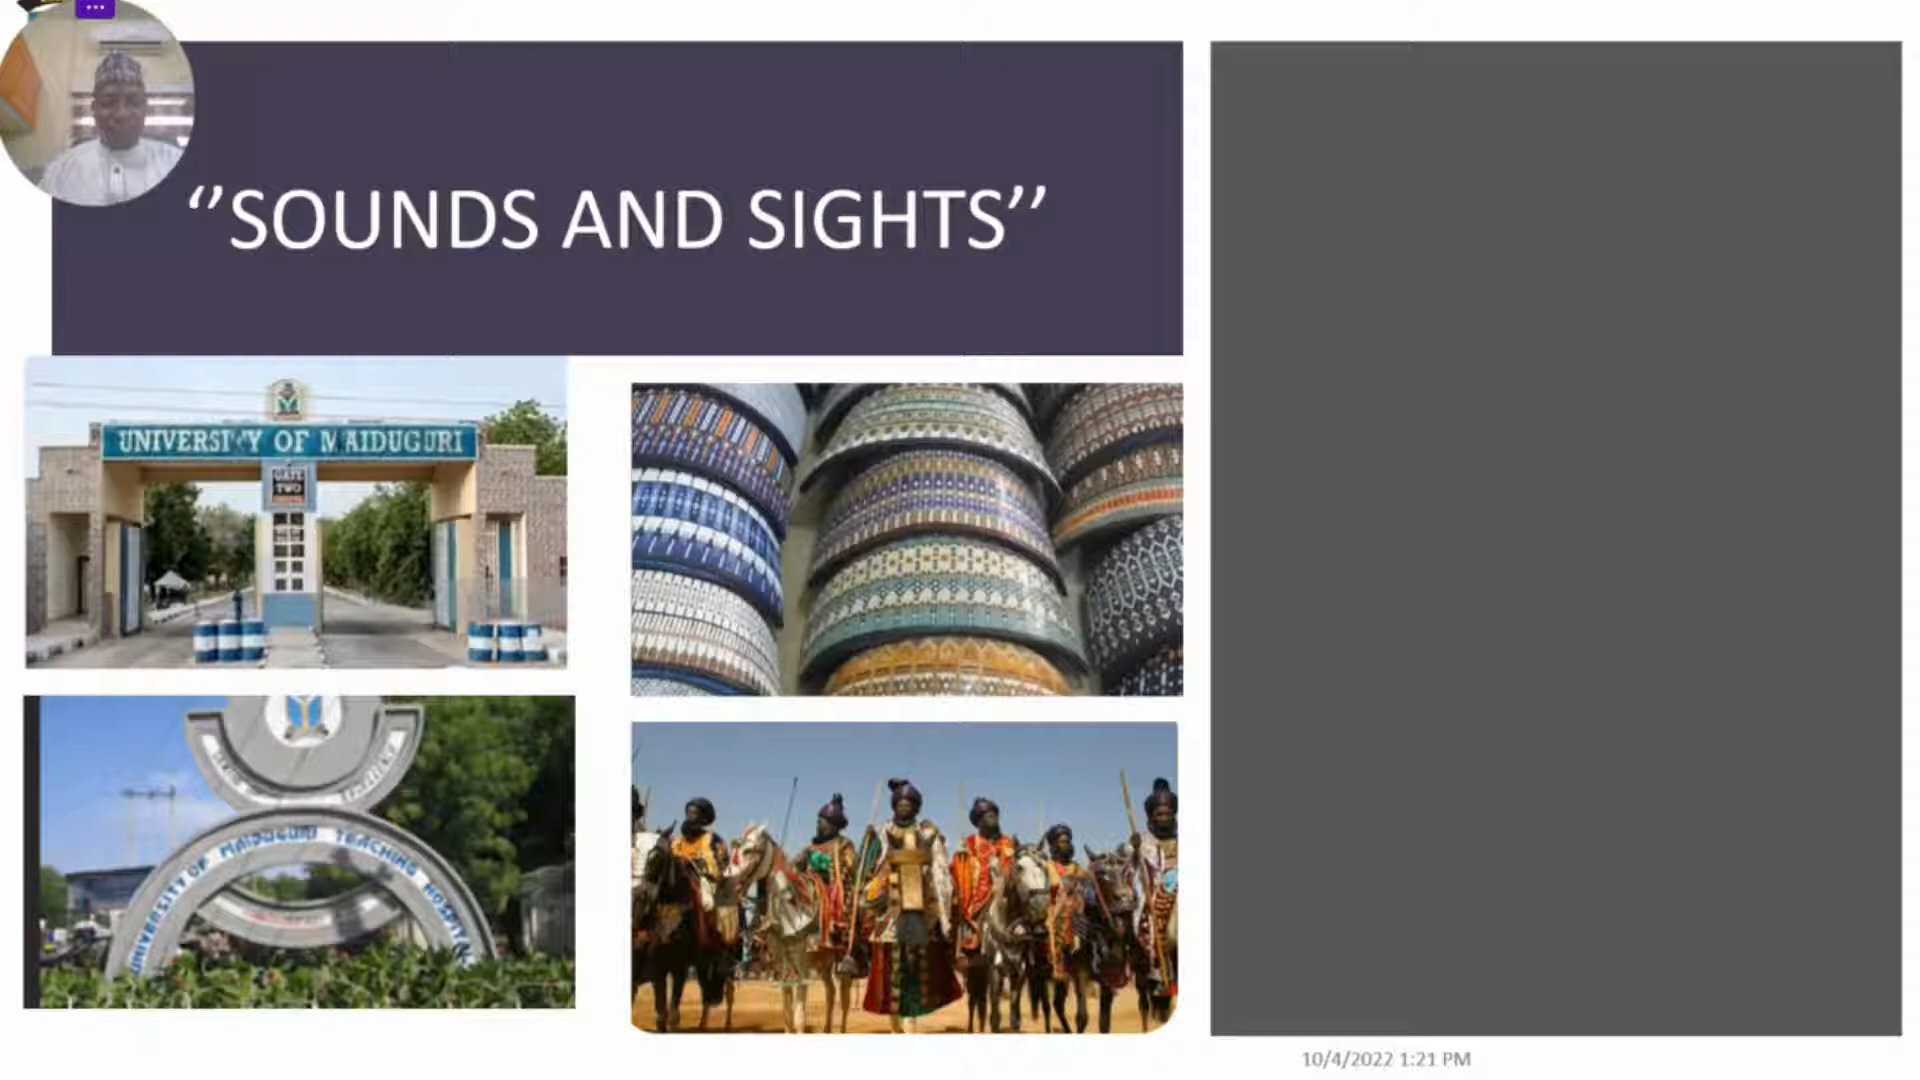 ‘’SOUNDS AND SIGHTS’’
UNIVERSITY OF MAIDUGURI
GATE
TWO
UNIVERSITY OF MAIDUGURI TEACHING HOSPITAL
10/4/2022 1:21 PM